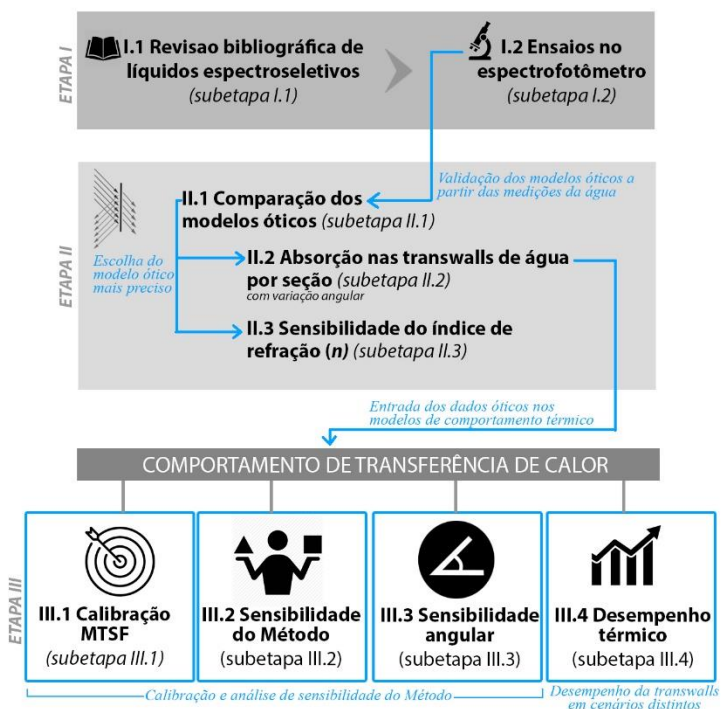 ETAPA I
I.1 Revisao bibliográfica de
líquidos espectroseletivos
(subetapa I.1)
I.2 Ensaios no
espectrofotômetro
(subetapa I.2)
ETAPA II
Validação dos modelos óticos a
partir das medições da água
II.1 Comparação dos
modelos óticos (subetapa II.1)
Escolha do
modelo ótico
mais preciso
II.2 Absorção nas transwalls de água
por seção (subetapa II.2)
com variação angular
II.3 Sensibilidade do índice de
refração (n) (subetapa II.3)
Entrada dos dados óticos nos
modelos de comportamento térmico
COMPORTAMENTO DE TRANSFERÊNCIA DE CALOR
ETAPA III
III.1 Calibração
MTSF
(subetapa III.1)
III.2 Sensibilidade
do Método
(subetapa III.2)
III.3 Sensibilidade
angular
(subetapa III.3)
III.4 Desempenho
térmico
(subetapa III.4)
Calibração e análise de sensibilidade do Método
Desempenho da transwalls
em cenários distintos